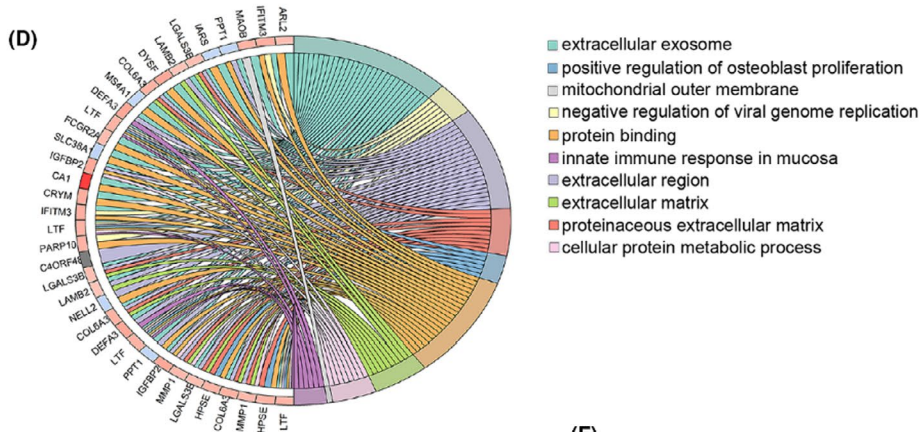 (D)
ARL2
IFITM3
MAOB
PPT1
IARS
LGALS3B
LAMB2
DYSF
COL6A3
MS4A1
DEFA3
LTF
FCGR2A
SLC38A1
IGFBP2
CA1
CRYM
IFITM3
LTF
PARP10
C4ORF48
LGALS3B
LAMB2
NELL2
COL6A3
DEFA3
LTF
PPT1
IGFBP2
MMP1
LGALS3B
HPSE
COL6A3
MMP1
HPSE
LTF
extracellular exosome
positive regulation of osteoblast proliferation
mitochondrial outer membrane
negative regulation of viral genome replication
protein binding
innate immune response in mucosa
extracellular region
extracellular matrix
proteinaceous extracellular matrix
cellular protein metabolic process